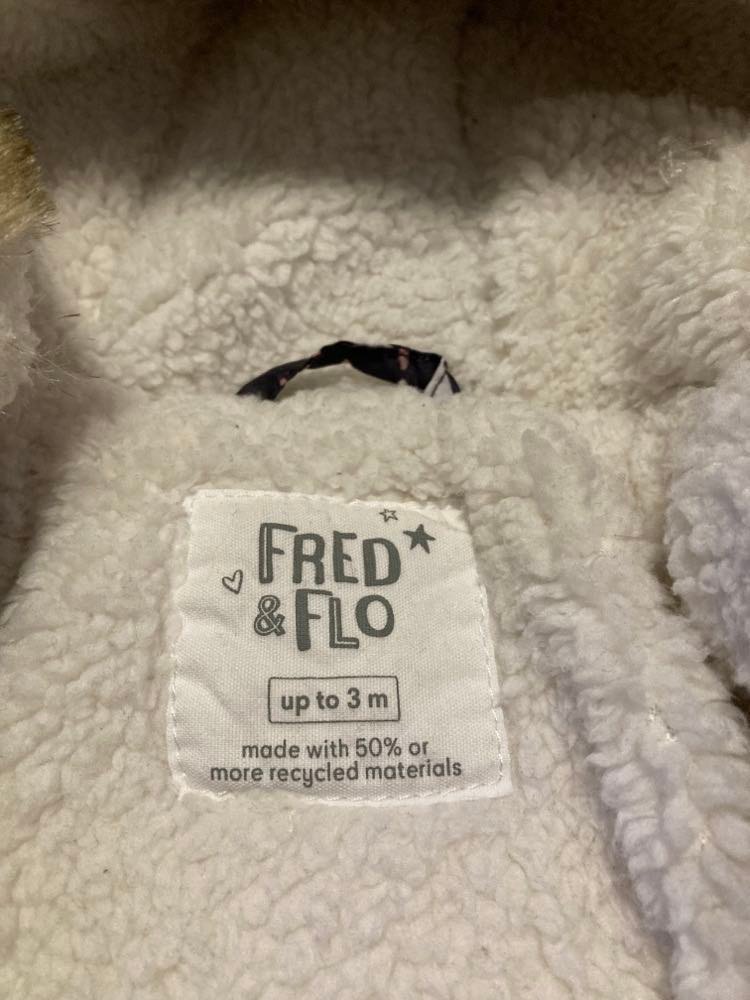 FRED
& FLO
up to 3 m
made with 50% or
more recycled materials